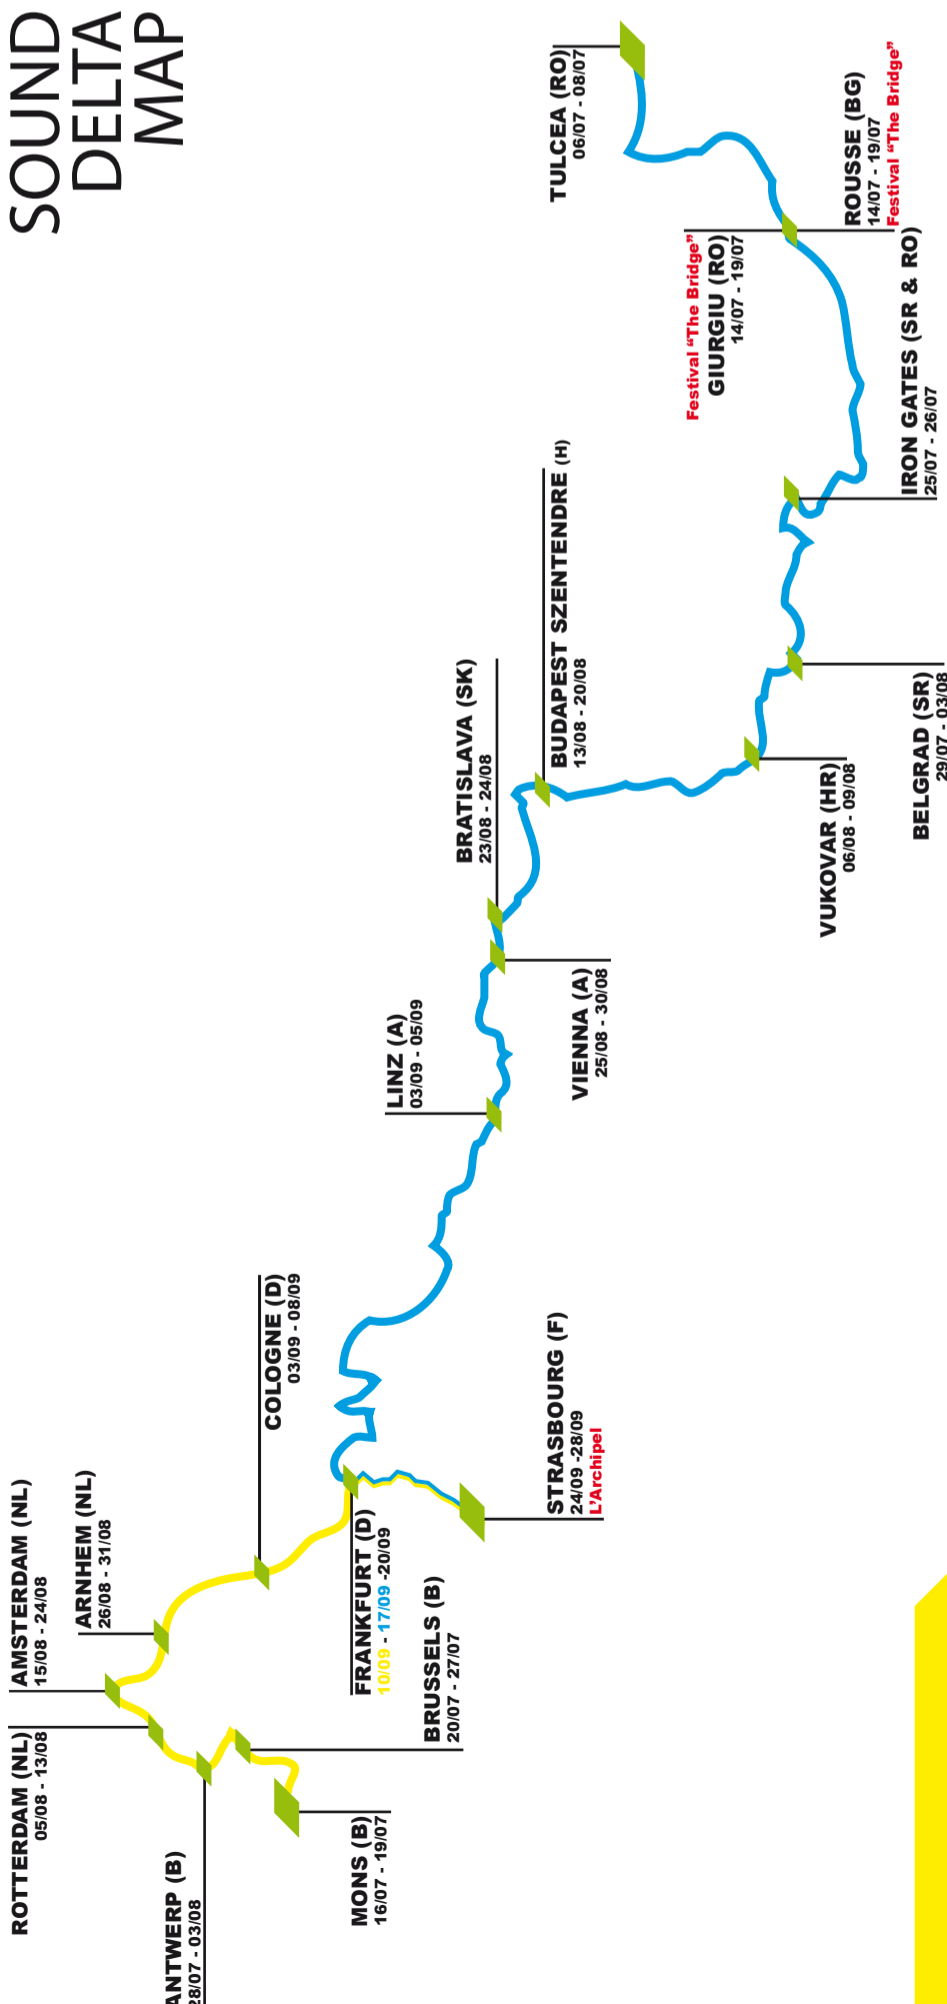 SOUND
DELTA
MAP
AMSTERDAM (NL)
15/08 - 24/08
ROTTERDAM (NL)
05/08 - 13/08
ARNHEM (NL)
26/08 - 31/08
ANTWERP (B)
28/07 - 03/08
COLOGNE (D)
03/09 - 08/09
MONS (B)
16/07 - 19/07
BRUSSELS (B)
20/07 - 27/07
FRANKFURT (D)
10/09 - 17/09 -20/09
STRASBOURG (F)
24/09 -28/09
L'Archipel
LINZ (A)
03/09 - 05/09
VIENNA (A)
25/08 - 30/08
BRATISLAVA (SK)
23/08 - 24/08
BUDAPEST SZENTENDRE (H)
13/08 - 20/08
VUKOVAR (HR)
06/08 - 09/08
BELGRAD (SR)
29/07 - 03/08
IRON GATES (SR & RO)
25/07 - 26/07
Festival “The Bridge”
GIURGIU (RO)
14/07 - 19/07
ROUSSE (BG)
14/07 - 19/07
Festival “The Bridge”
TULCEA (RO)
06/07 - 08/07